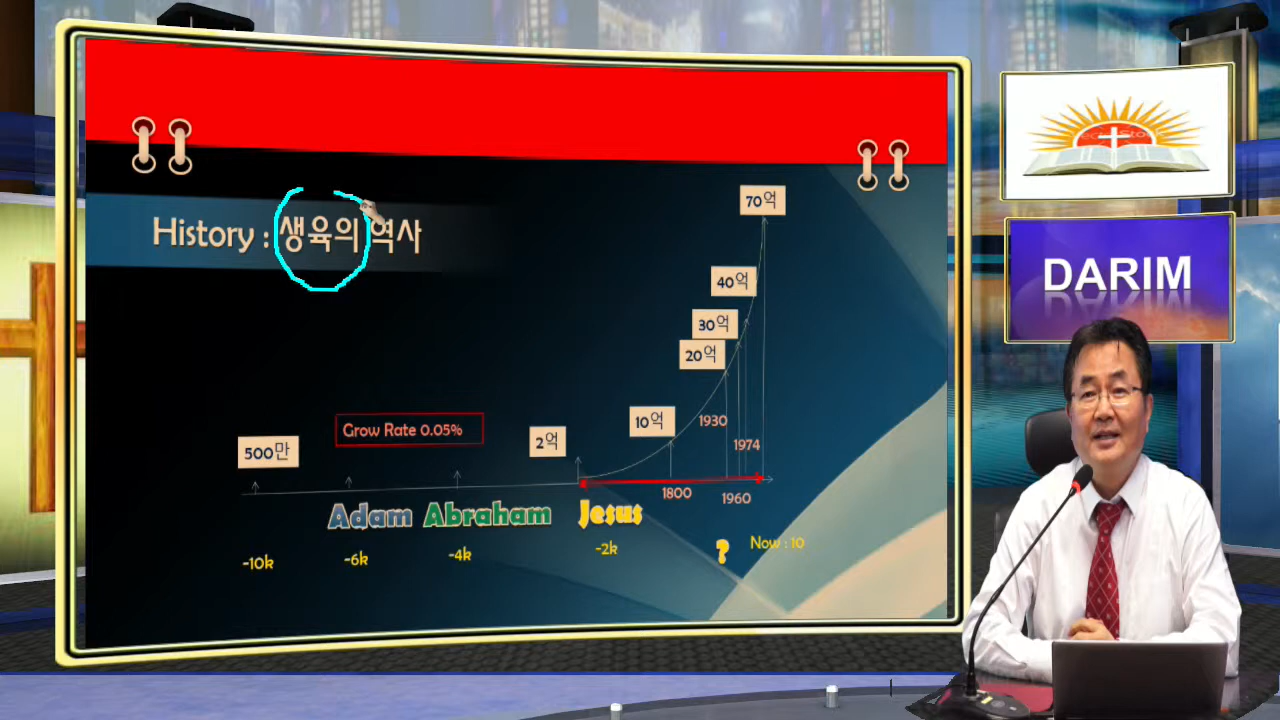 History : 생육의 역사
70억
40억
30억
20억
10억
2억
500만
Grow Rate 0.05%
1930
1974
1800
1960
Adam Abraham Jesus
-10k
-6k
-4k
-2k
?
Now : 10
DARIM